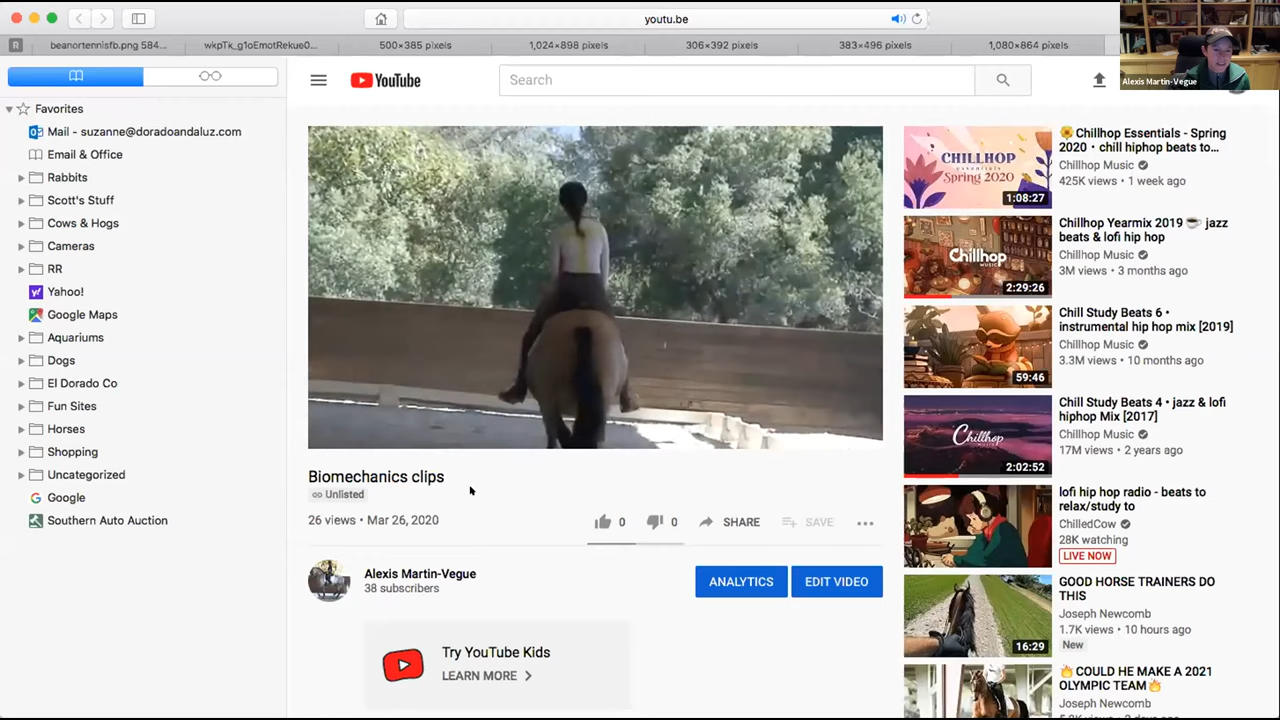 youtu.be
beanortennisfb.png 584...
wkpTk_g1oEmotRekue0...
500×385 pixels
1,024×898 pixels
306×392 pixels
383×496 pixels
1,080×864 pixels
Alexis Martin-Vegue
R
Favorites
Mail - suzanne@doradoandaluz.com
Email & Office
Rabbits
Scott's Stuff
Cows & Hogs
Cameras
RR
Yahoo!
Google Maps
Aquariums
Dogs
El Dorado Co
Fun Sites
Horses
Shopping
Uncategorized
Google
Southern Auto Auction
YouTube
Search
Biomechanics clips
Unlisted
26 views • Mar 26, 2020
0
0
SHARE
SAVE
Alexis Martin-Vegue
38 subscribers
ANALYTICS
EDIT VIDEO
Try YouTube Kids
LEARN MORE
CHILLHOP
essentials
Spring 2020
1:08:27
🌻Chillhop Essentials - Spring
2020 • chill hiphop beats to...
Chillhop Music
425K views • 1 week ago
Chillhop
MUSIC
2:29:26
Chillhop Yearmix 2019 ☕ jazz
beats & lofi hip hop
Chillhop Music
3M views • 3 months ago
59:46
Chill Study Beats 6 •
instrumental hip hop mix [2019]
Chillhop Music
3.3M views • 10 months ago
Chillhop
2:02:52
Chill Study Beats 4 • jazz & lofi
hiphop Mix [2017]
Chillhop Music
17M views • 2 years ago
lofi hip hop radio - beats to
relax/study to
ChilledCow
28K watching
LIVE NOW
16:29
GOOD HORSE TRAINERS DO
THIS
Joseph Newcomb
1.7K views • 10 hours ago
New
🔥COULD HE MAKE A 2021
OLYMPIC TEAM🔥
Joseph Newcomb